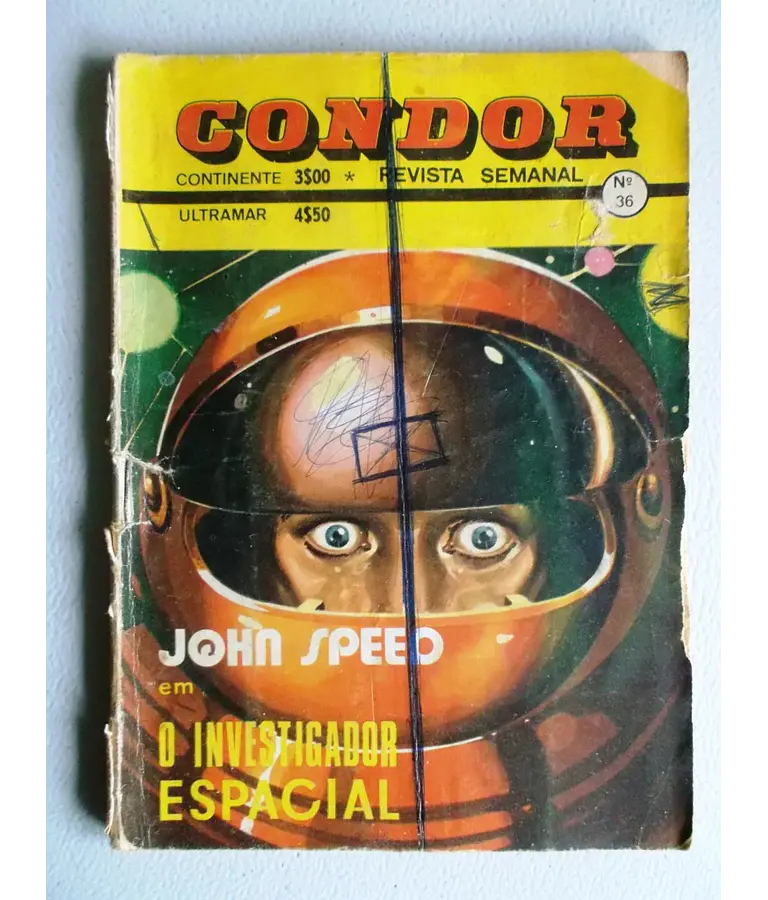 CONDOR
CONTINENTE 3$00 * REVISTA SEMANAL
Nº 36
ULTRAMAR 4$50
JOHN SPEED
em
O INVESTIGADOR
ESPACIAL